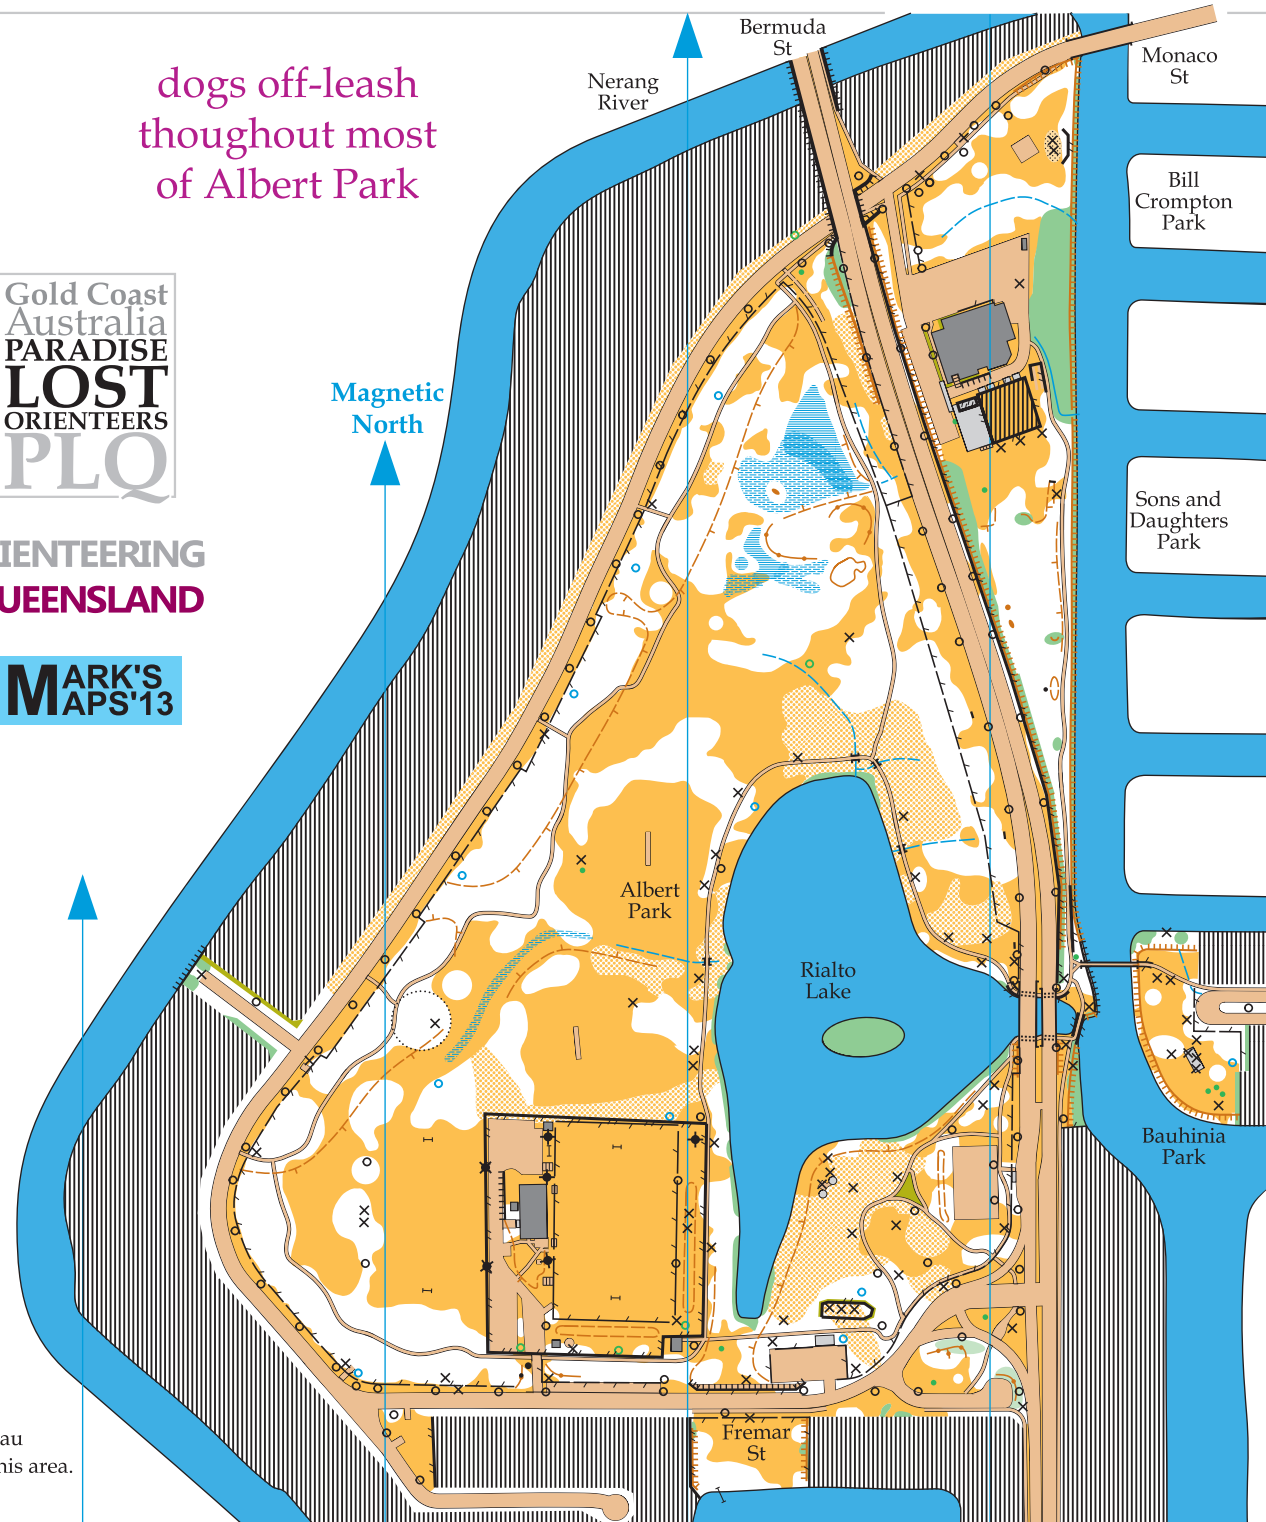 Bermuda
St
Monaco
St
Nerang
River
dogs off-leash
thoughout most
of Albert Park
Bill
Crompton
Park
Gold Coast
Australia
PARADISE
LOST
ORIENTEERS
PLQ
Magnetic
North
Sons and
Daughters
Park
IENTEERING
UEENSLAND
MARK'S
MAPS'13
Albert
Park
Rialto
Lake
Bauhinia
Park
Fremar
St
au
his area.